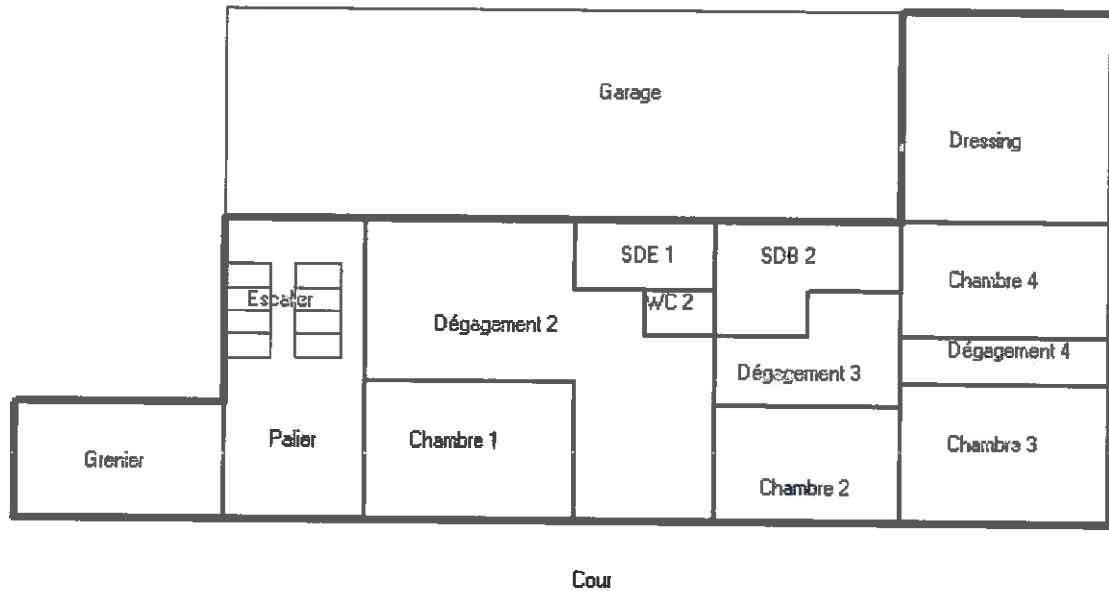 Garage
Dressing
SDE 1
SDB 2
Chambre 4
Escalier
WC 2
Dégagement 2
Dégagement 4
Dégagement 3
Palier
Chambre 1
Chambre 3
Grenier
Chambre 2
Cour